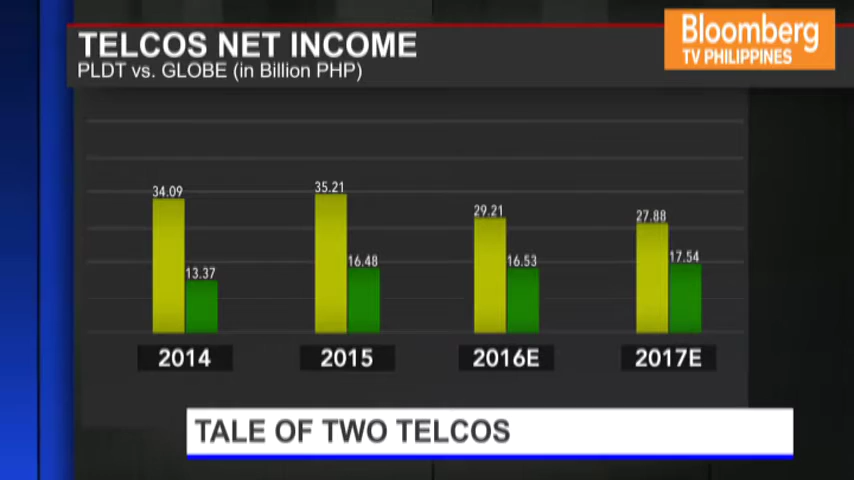 TELCOS NET INCOME
PLDT vs. GLOBE (in Billion PHP)
Bloomberg
TV PHILIPPINES
34.09
13.37
35.21
16.48
29.21
16.53
27.88
17.54
2014
2015
2016E
2017E
TALE OF TWO TELCOS